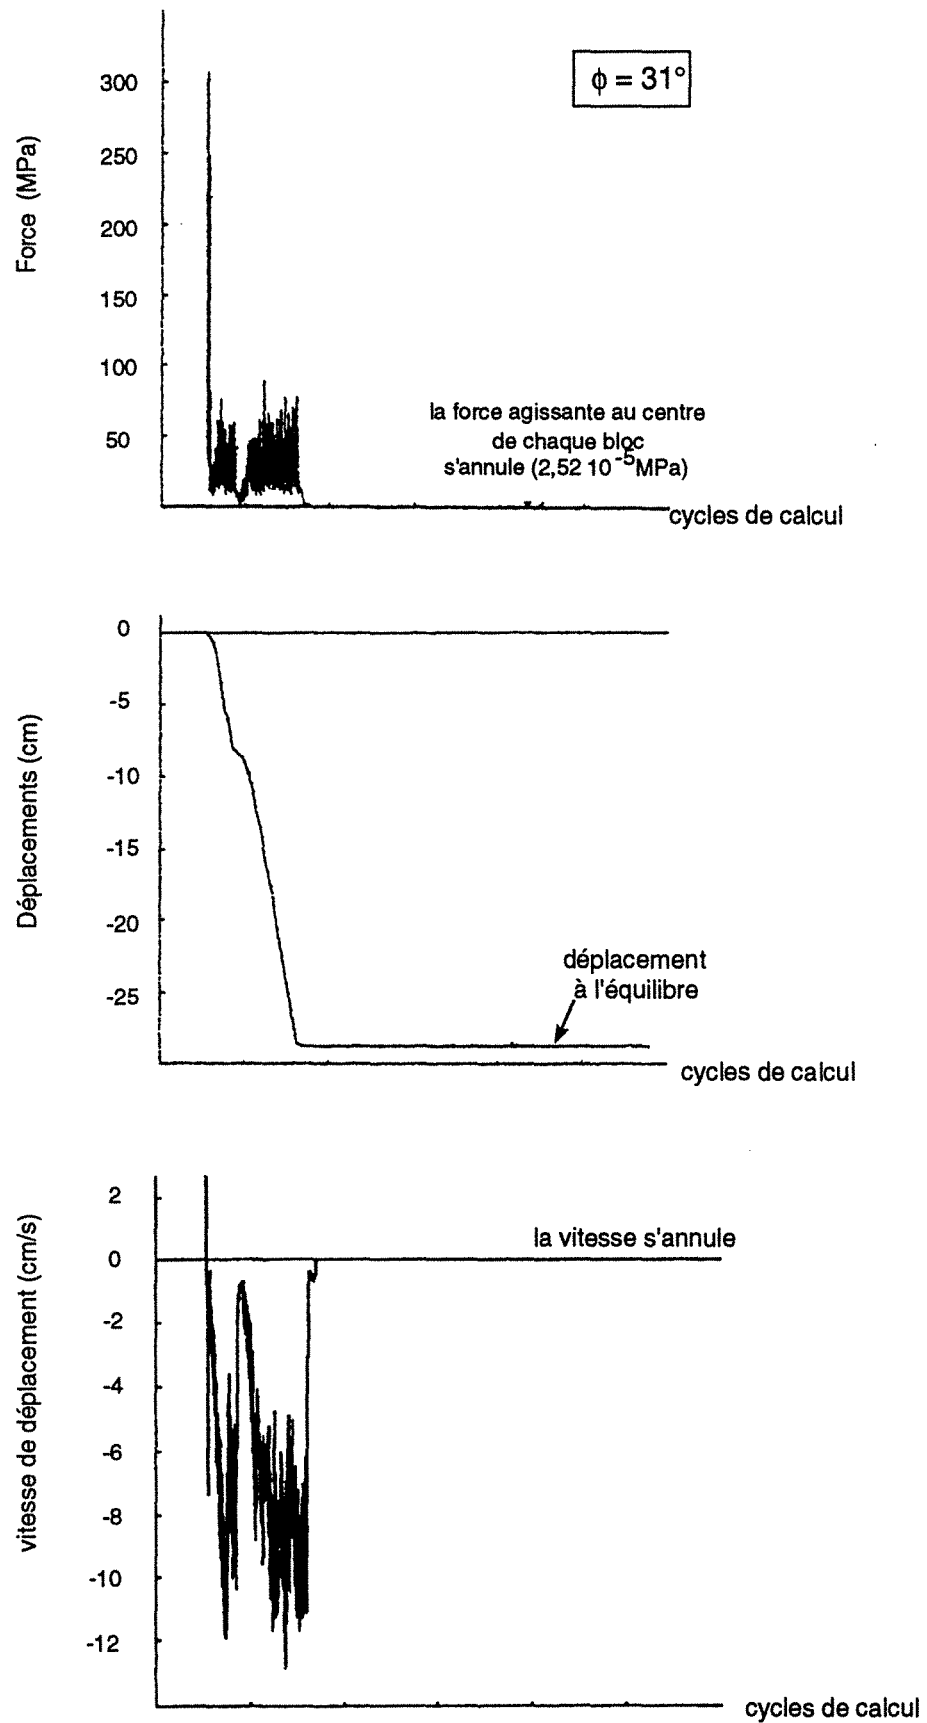 ϕ = 31°
Force (MPa)
300
250
200
150
100
50
la force agissante au centre
de chaque bloc
s'annule (2,52 10⁻⁵MPa)
cycles de calcul
Déplacements (cm)
0
-5
-10
-15
-20
-25
déplacement
à l'équilibre
cycles de calcul
vitesse de déplacement (cm/s)
2
0
-2
-4
-6
-8
-10
-12
la vitesse s'annule
cycles de calcul